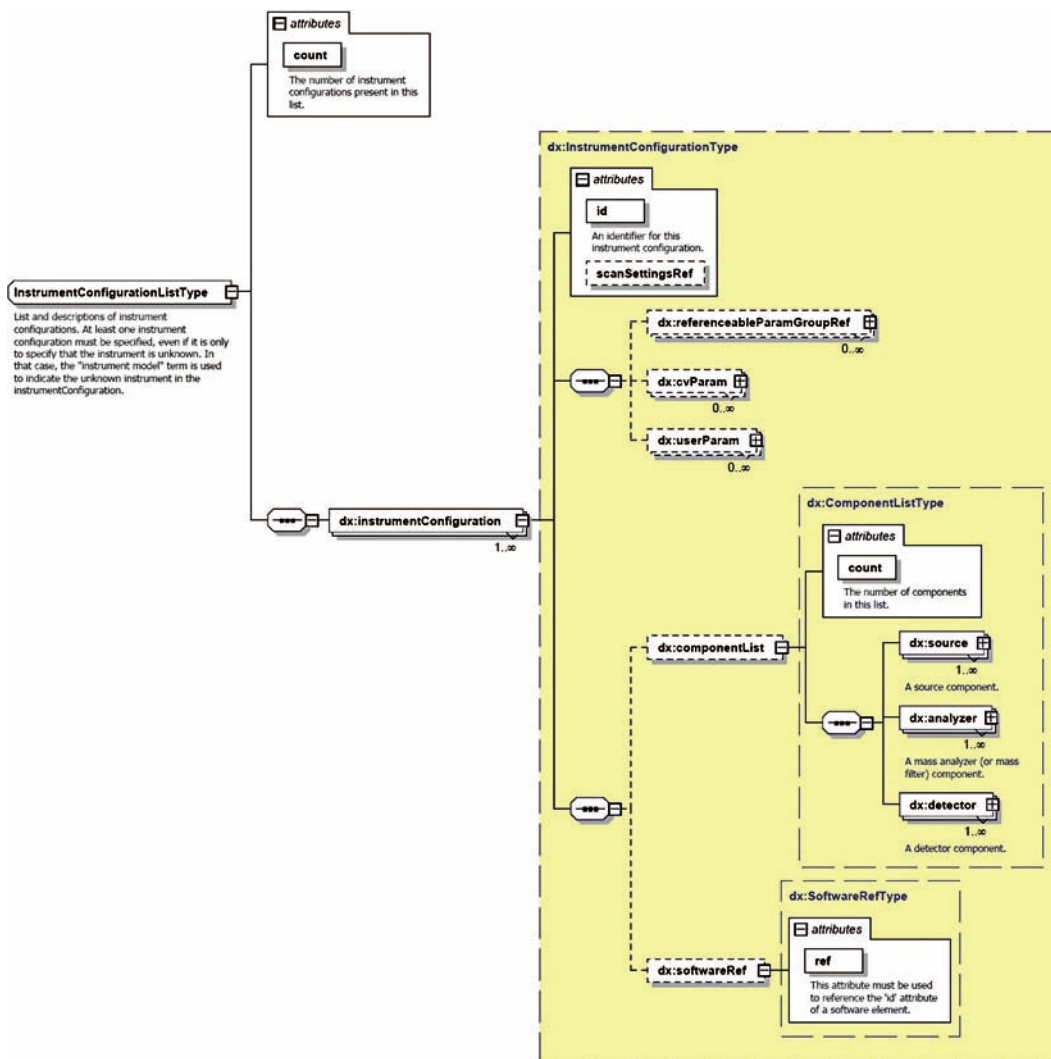 attributes
count
The number of instrument
configurations present in this
list.
dx:InstrumentConfigurationType
attributes
id
An identifier for this
instrument configuration.
scanSettingsRef
InstrumentConfigurationListType
List and descriptions of instrument
configurations. At least one instrument
configuration must be specified, even if it is only
to specify that the instrument is unknown. In
that case, the "instrument model" term is used
to indicate the unknown instrument in the
instrumentConfiguration.
dx:referenceableParamGroupRef
0..∞
dx:cvParam
0..∞
dx:userParam
0..∞
dx:instrumentConfiguration
1..∞
dx:ComponentListType
attributes
count
The number of components
in this list.
dx:componentList
dx:source
1..∞
A source component.
dx:analyzer
1..∞
A mass analyzer (or mass
filter) component.
dx:detector
1..∞
A detector component.
dx:SoftwareRefType
attributes
dx:softwareRef
ref
This attribute must be used
to reference the 'id' attribute
of a software element.